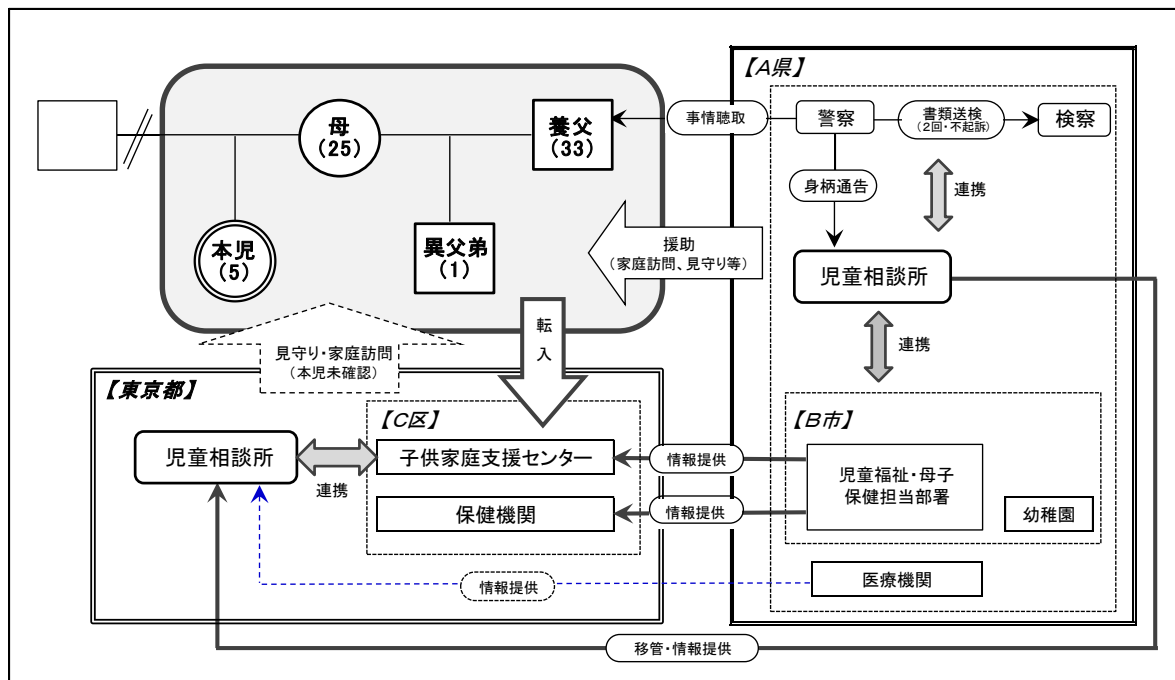 【A県】
警察
書類送検
(2回・不起訴)
検察
事情聴取
身柄通告
連携
児童相談所
連携
母
(25)
養父
(33)
本児
(5)
異父弟
(1)
援助
(家庭訪問、見守り等)
転
入
見守り・家庭訪問
(本児未確認)
【東京都】
児童相談所
連携
【C区】
子供家庭支援センター
保健機関
情報提供
情報提供
【B市】
児童福祉・母子
保健担当部署
幼稚園
医療機関
情報提供
移管・情報提供